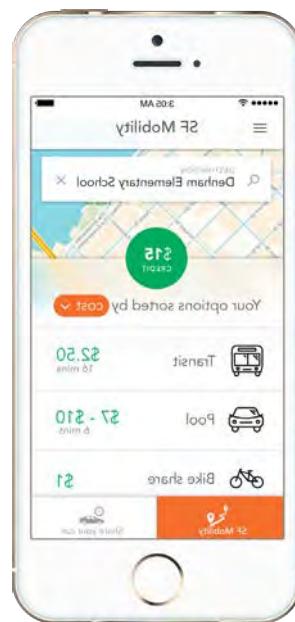 3:05 AM
SF Mobility
DESTINATION
Denham Elementary School ×
$15
CREDIT
Your options sorted by cost
Transit $2.50
16 mins
Pool $7 - $10
6 mins
Bike share $1
SF Mobility Share your car